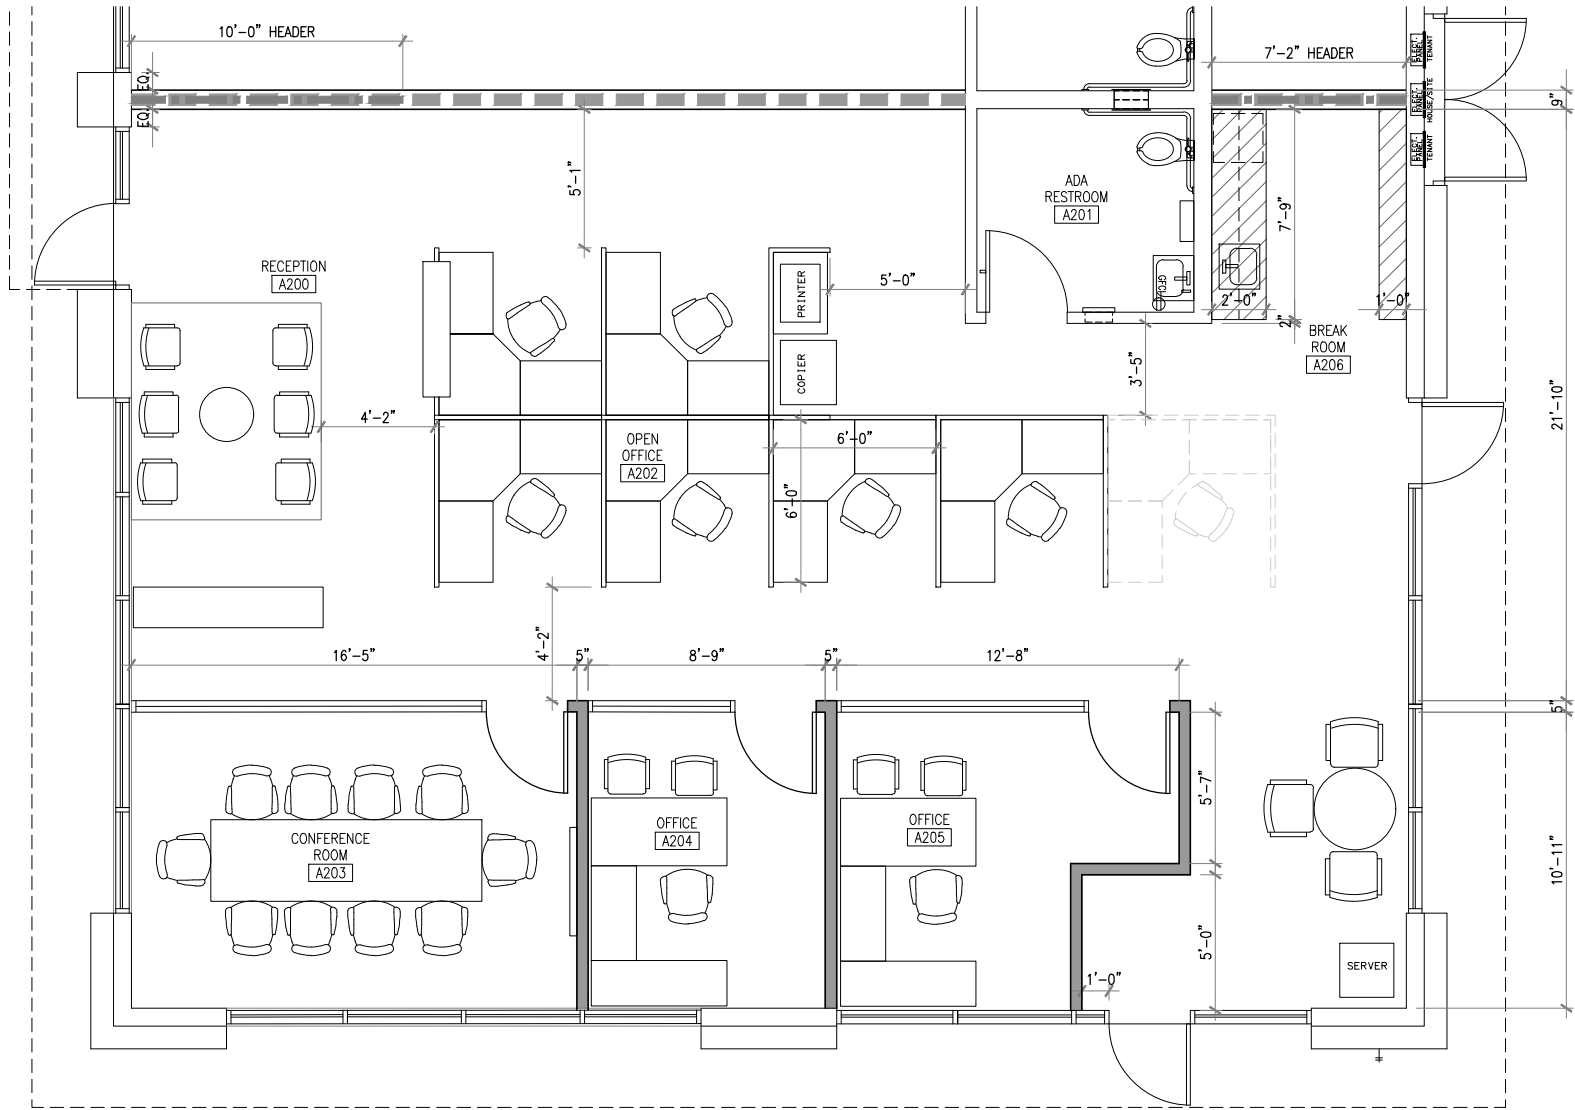 10'-0" HEADER
7'-2" HEADER
ELECT. PANEL
TENANT
EQ.
EQ.
ELECT. PANEL
HOUSE/SITE
9"
ELECT. PANEL
TENANT
5'-1"
ADA
RESTROOM
A201
7'-9"
RECEPTION
A200
PRINTER
5'-0"
GFCI
2'-0"
1'-0"
2"
BREAK
ROOM
A206
COPIER
3'-5"
21'-10"
4'-2"
OPEN
OFFICE
A202
6'-0"
6'-0"
4'-2"
16'-5"
5"
8'-9"
5"
12'-8"
5"
5'-7"
OFFICE
A204
OFFICE
A205
CONFERENCE
ROOM
A203
10'-11"
5'-0"
1'-0"
SERVER